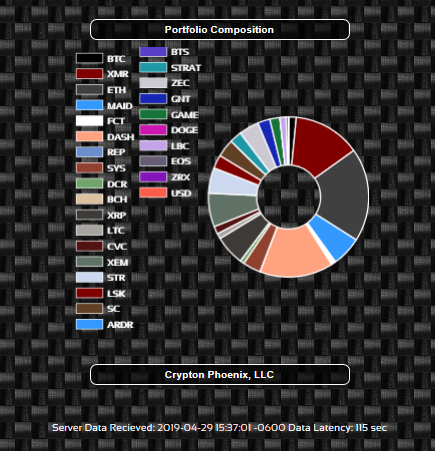 Portfolio Composition
BTC
XMR
ETH
MAID
FCT
DASH
REP
SYS
DCR
BCH
XRP
LTC
CVC
XEM
STR
LSK
SC
ARDR
BTS
STRAT
ZEC
GNT
GAME
DOGE
LBC
EOS
ZRX
USD
Crypton Phoenix, LLC
Server Data Recieved: 2019-04-29 15:37:01 -0600 Data Latency: 115 sec